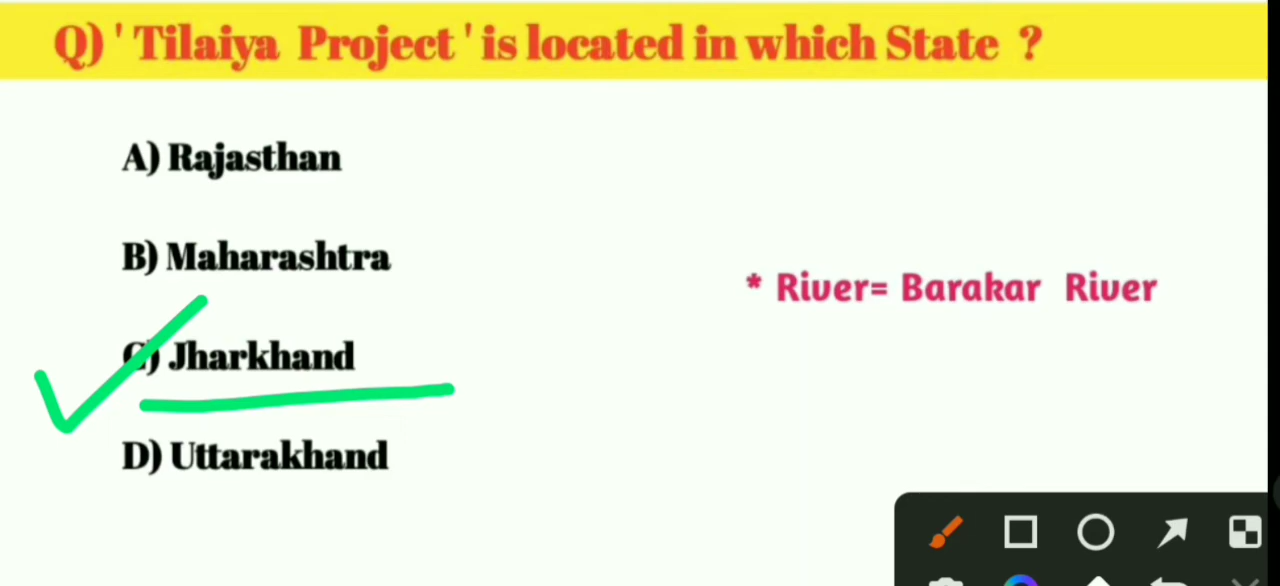 Q) ' Tilaiya Project ' is located in which State ?
A) Rajasthan
B) Maharashtra
* River= Barakar River
C) Jharkhand
D) Uttarakhand